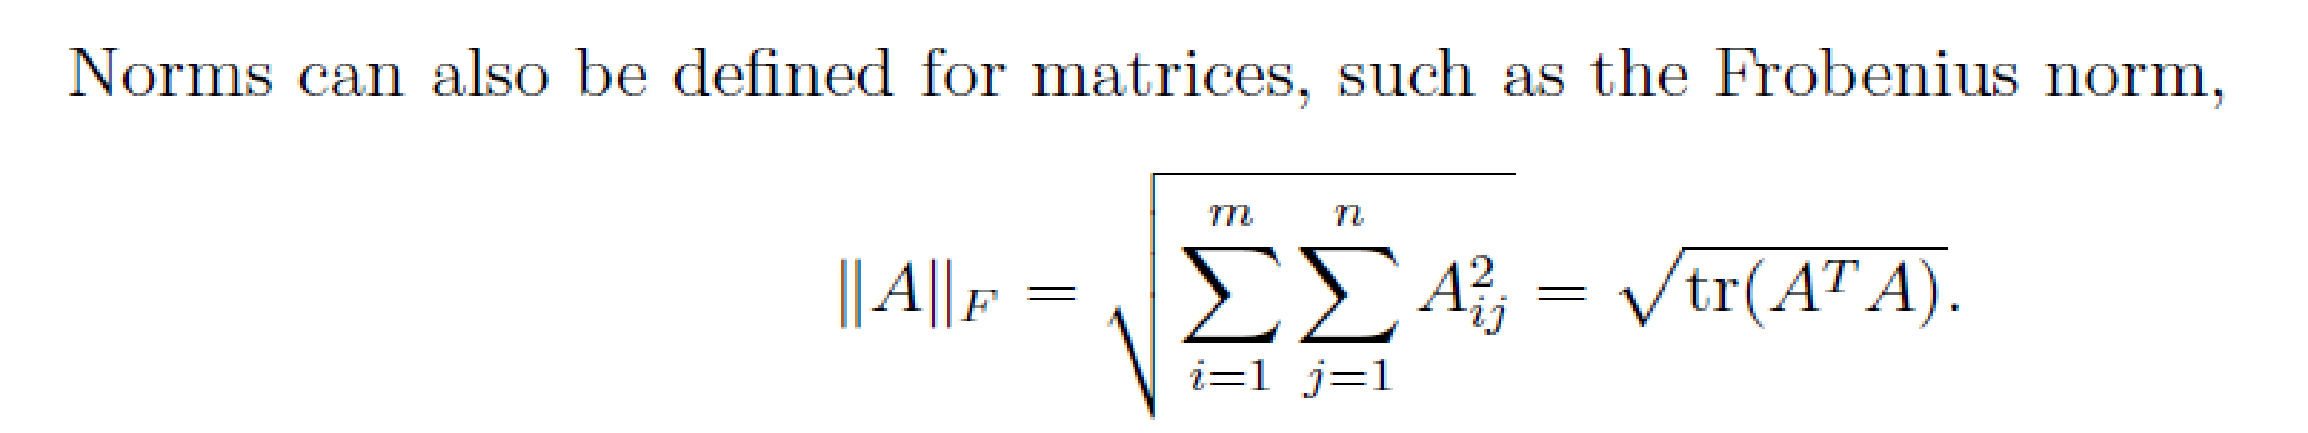 Norms can also be defined for matrices, such as the Frobenius norm,
$\|A\|_F = \sqrt{\sum_{i=1}^{m} \sum_{j=1}^{n} A_{ij}^2} = \sqrt{\mathrm{tr}(A^T A)}.$